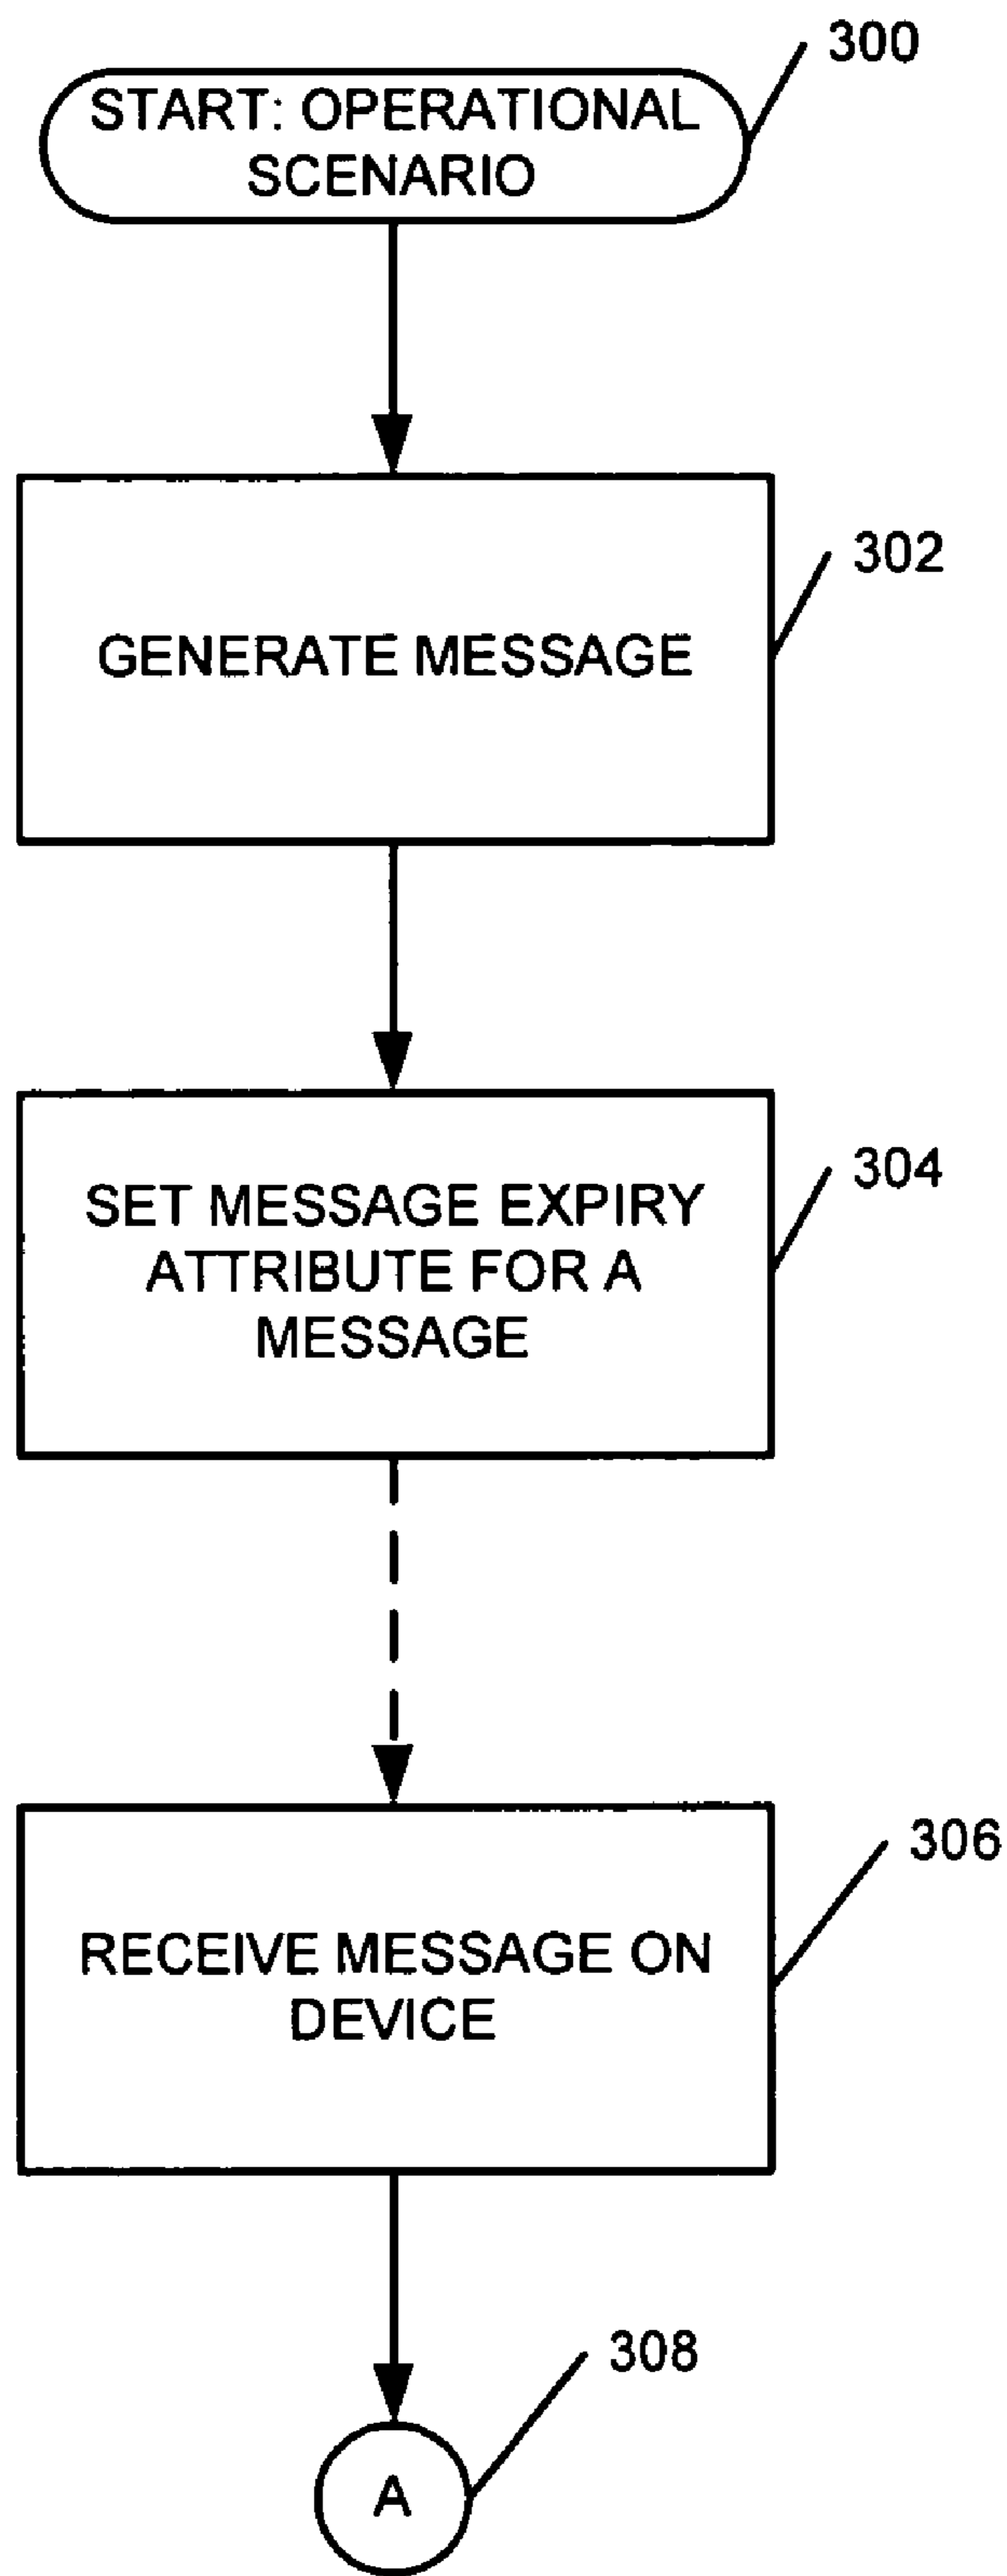 300
START: OPERATIONAL
SCENARIO
302
GENERATE MESSAGE
304
SET MESSAGE EXPIRY
ATTRIBUTE FOR A
MESSAGE
306
RECEIVE MESSAGE ON
DEVICE
308
A